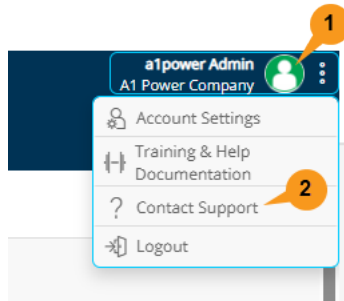 1
a1power Admin
A1 Power Company
Account Settings
Training & Help
Documentation
2
? Contact Support
Logout